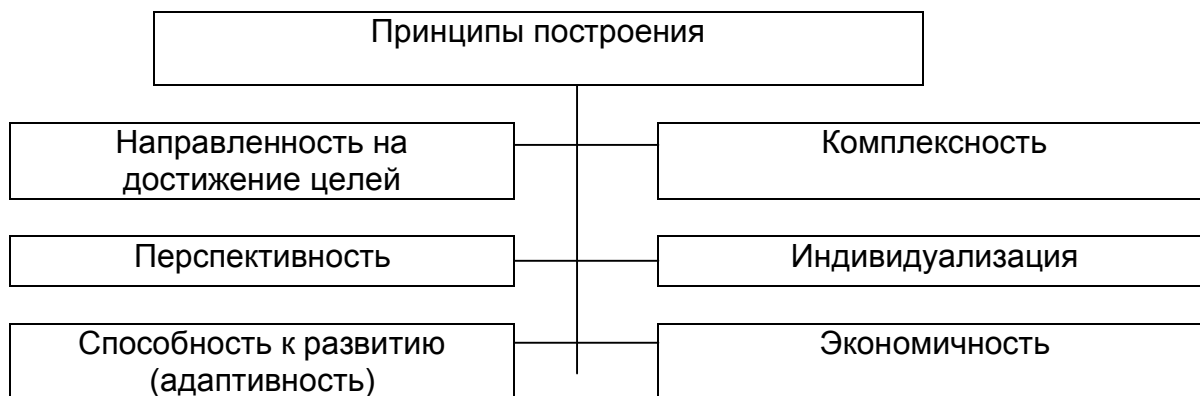 Принципы построения
Направленность на
достижение целей
Комплексность
Перспективность
Индивидуализация
Способность к развитию
(адаптивность)
Экономичность